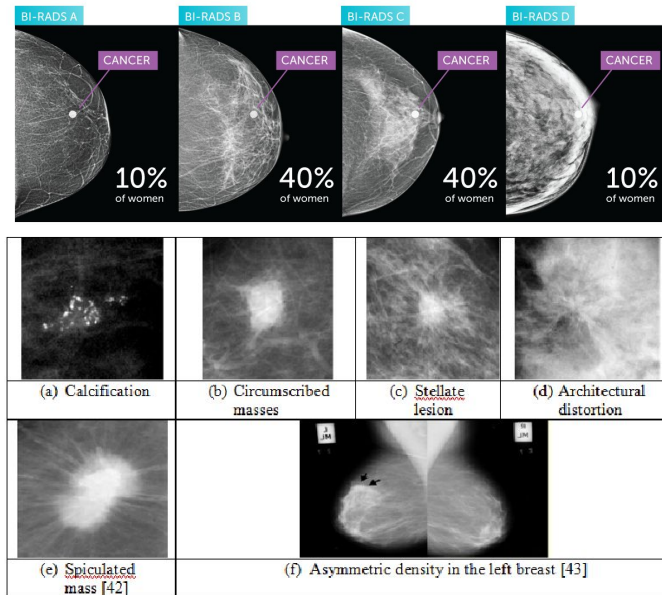 BI-RADS A
BI-RADS B
BI-RADS C
BI-RADS D
CANCER
CANCER
CANCER
CANCER
10%
of women
40%
of women
40%
of women
10%
of women
(a) Calcification
(b) Circumscribed
masses
(c) Stellate
lesion
(d) Architectural
distortion
(e) Spiculated
mass [42]
(f) Asymmetric density in the left breast [43]